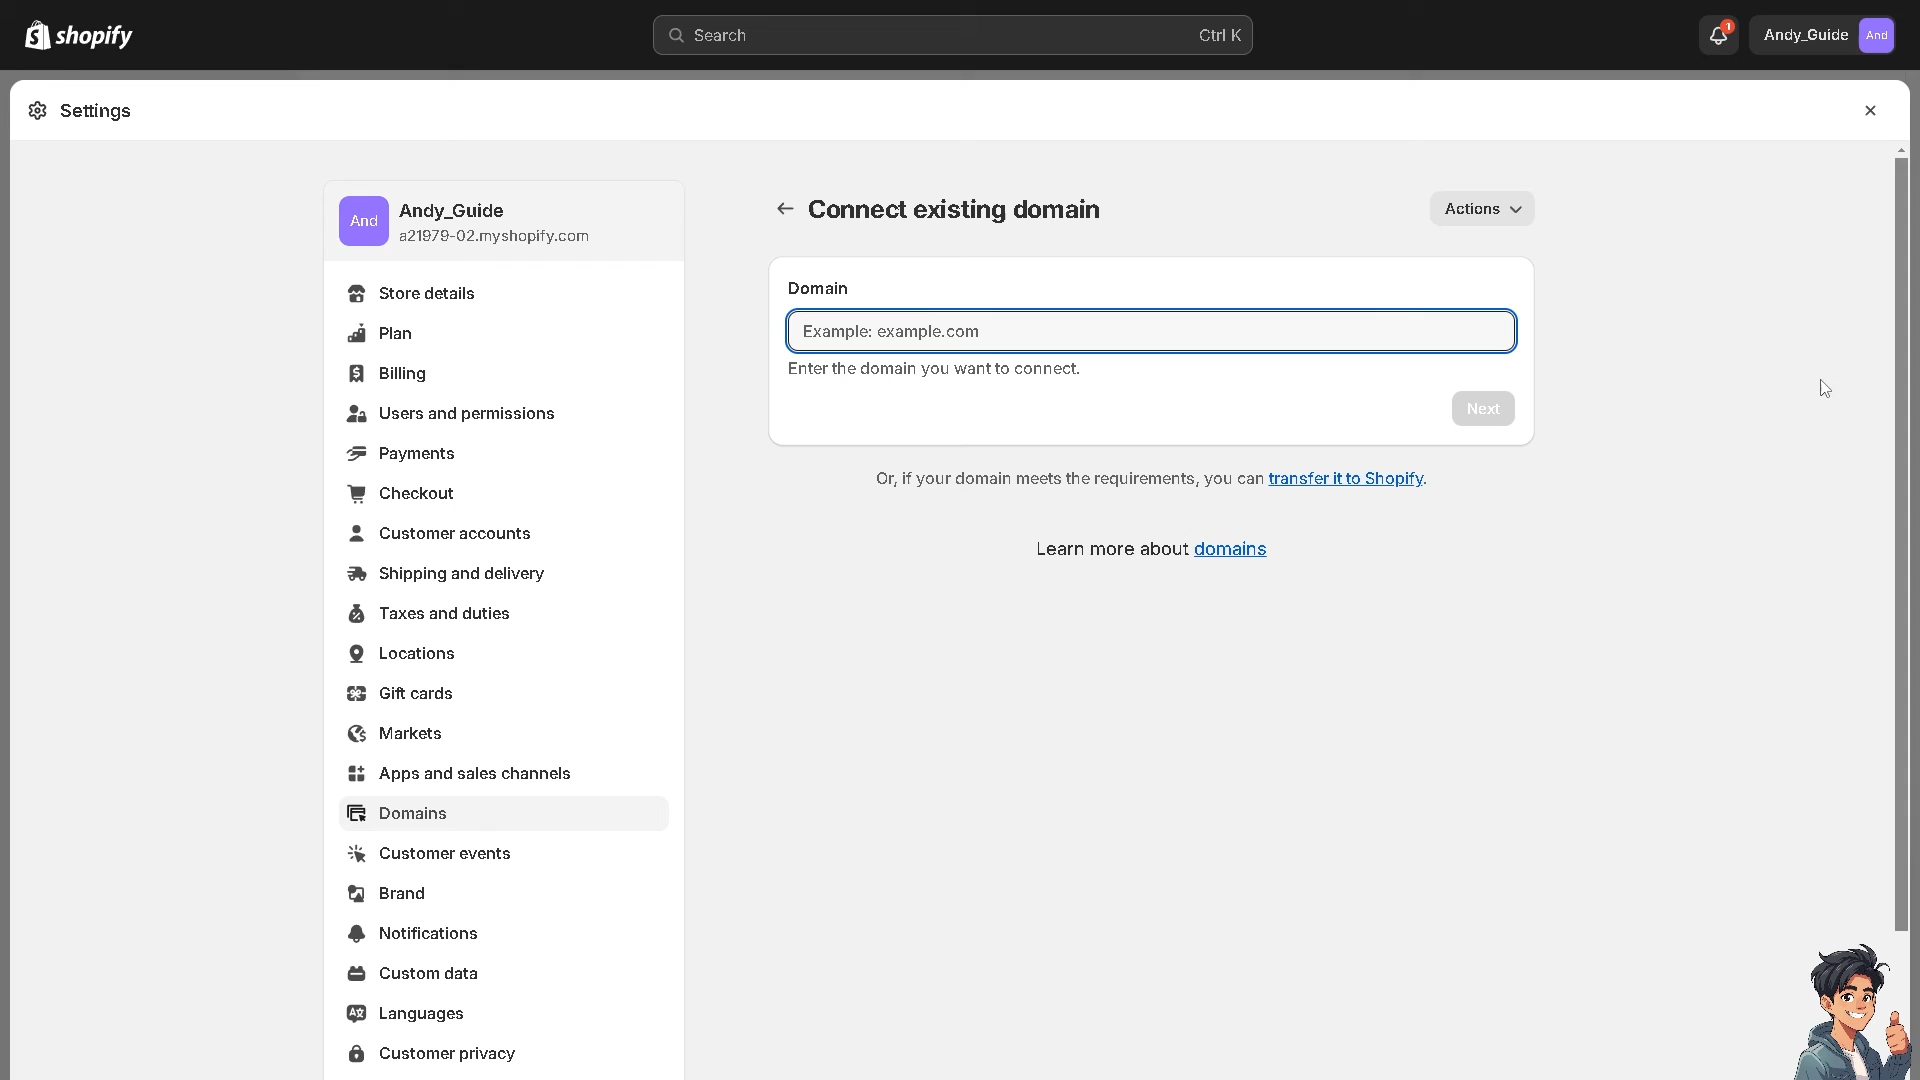 shopify
Search
Ctrl K
1
Andy_Guide
And
Settings
And
Andy_Guide
a21979-02.myshopify.com
Store details
Plan
Billing
Users and permissions
Payments
Checkout
Customer accounts
Shipping and delivery
Taxes and duties
Locations
Gift cards
Markets
Apps and sales channels
Domains
Customer events
Brand
Notifications
Custom data
Languages
Customer privacy
Connect existing domain
Actions
Domain
Example: example.com
Enter the domain you want to connect.
Next
Or, if your domain meets the requirements, you can transfer it to Shopify.
Learn more about domains